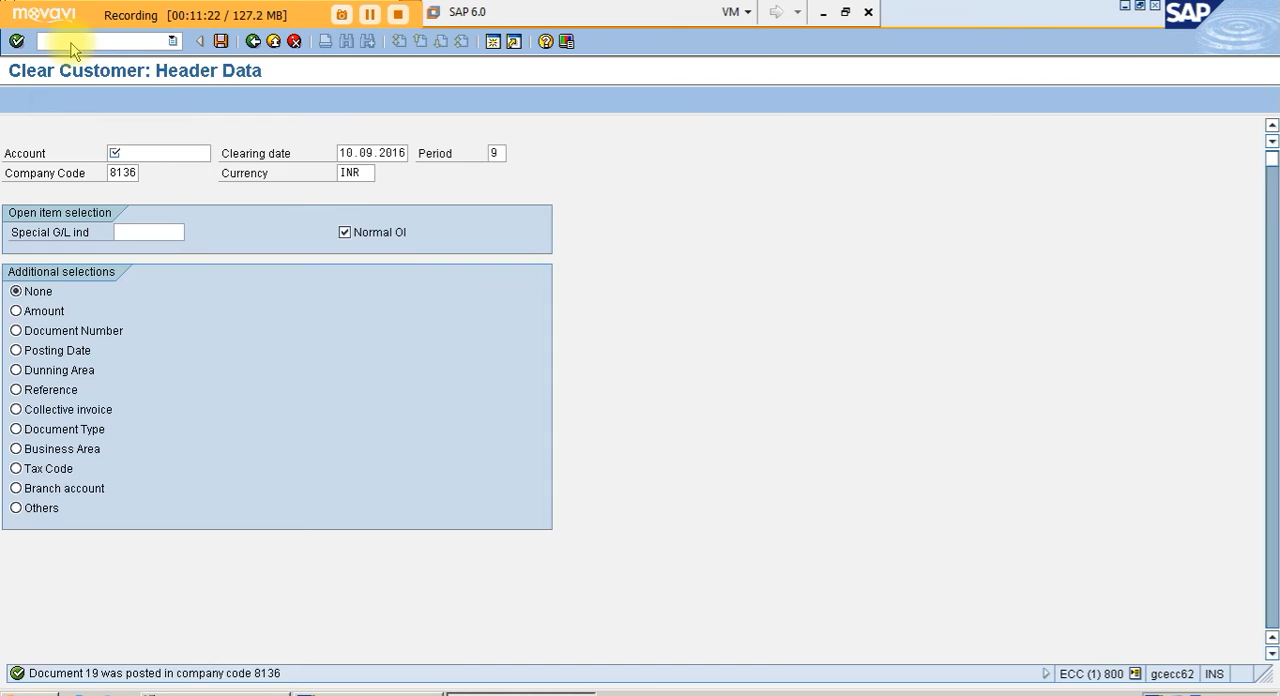 movavi Recording [00:11:22 / 127.2 MB] SAP 6.0 VM
SAP
Clear Customer: Header Data
Account Clearing date 10.09.2016 Period 9
Company Code 8136 Currency INR
Open item selection
Special G/L ind Normal OI
Additional selections
None
Amount
Document Number
Posting Date
Dunning Area
Reference
Collective invoice
Document Type
Business Area
Tax Code
Branch account
Others
Document 19 was posted in company code 8136 ECC (1) 800 gcecc62 INS